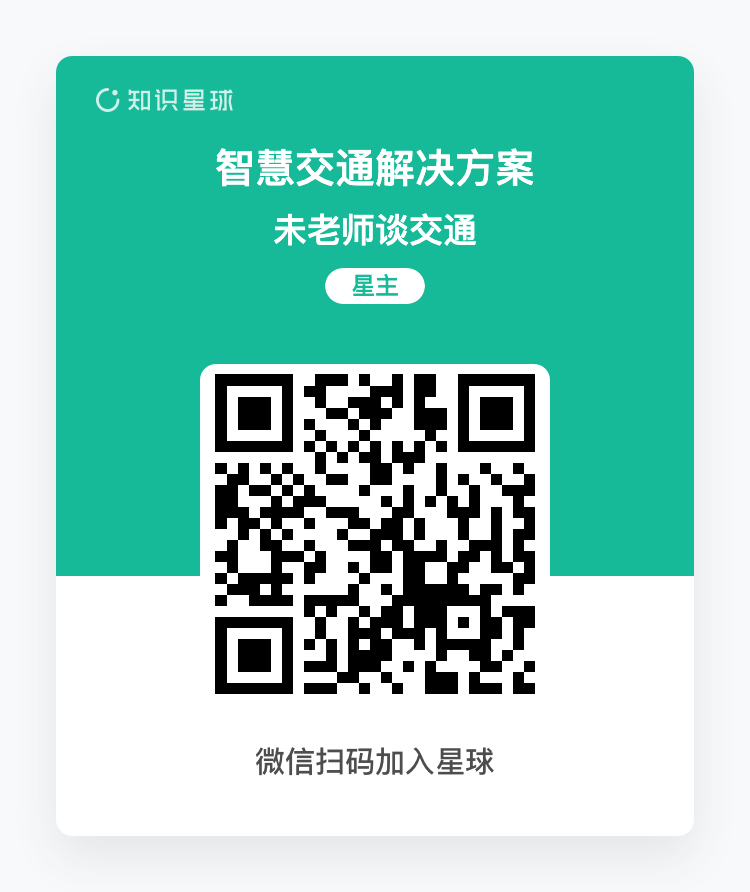 知识星球
智慧交通解决方案
未老师谈交通
星主
微信扫码加入星球